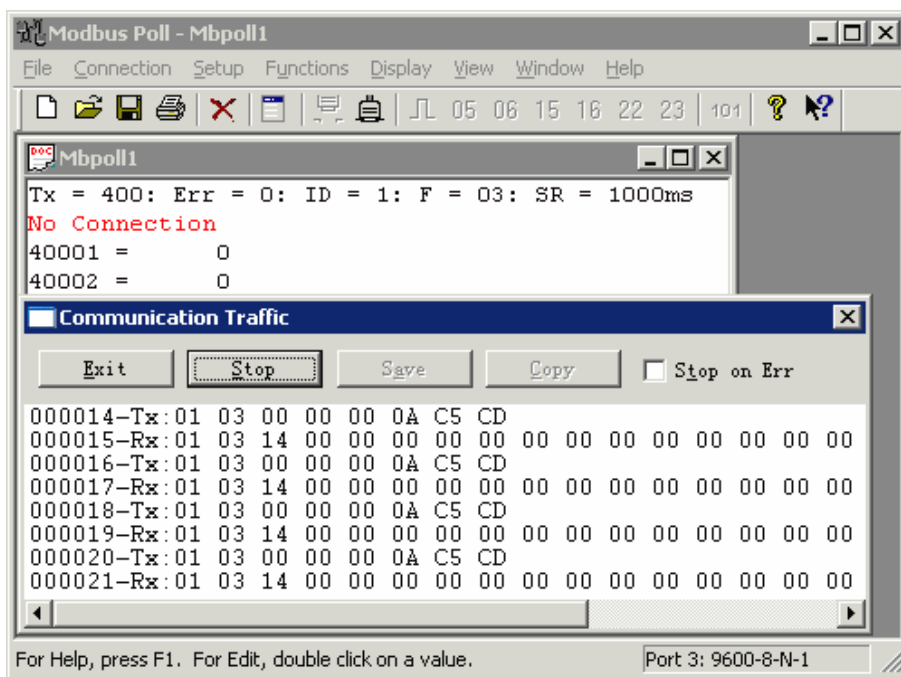 Modbus Poll - Mbpoll1
File Connection Setup Functions Display View Window Help
05 06 15 16 22 23 101
Mbpoll1
Tx = 400: Err = 0: ID = 1: F = 03: SR = 1000ms
No Connection
40001 = 0
40002 = 0
Communication Traffic
Exit Stop Save Copy Stop on Err
000014-Tx:01 03 00 00 00 0A C5 CD
000015-Rx:01 03 14 00 00 00 00 00 00 00 00 00 00 00 00 00
000016-Tx:01 03 00 00 00 0A C5 CD
000017-Rx:01 03 14 00 00 00 00 00 00 00 00 00 00 00 00 00
000018-Tx:01 03 00 00 00 0A C5 CD
000019-Rx:01 03 14 00 00 00 00 00 00 00 00 00 00 00 00 00
000020-Tx:01 03 00 00 00 0A C5 CD
000021-Rx:01 03 14 00 00 00 00 00 00 00 00 00 00 00 00 00
For Help, press F1. For Edit, double click on a value. Port 3: 9600-8-N-1